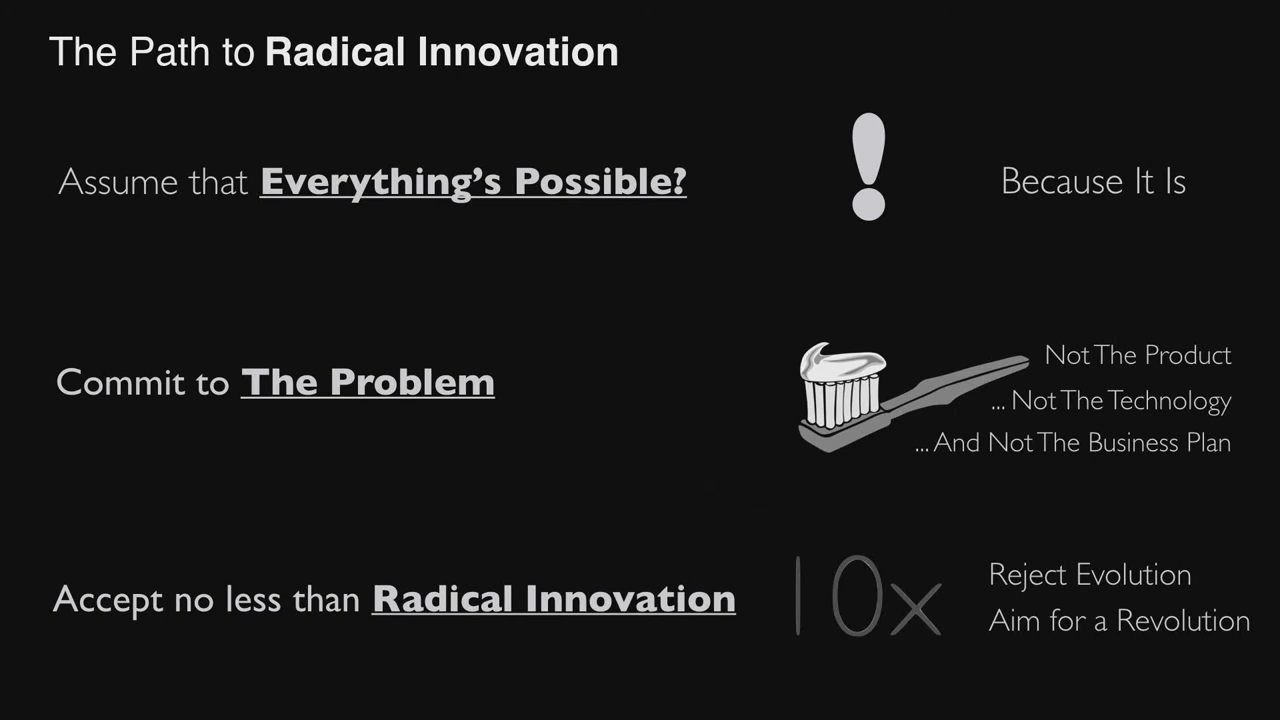 The Path to Radical Innovation
Assume that Everything's Possible?
!
Because It Is
Commit to The Problem
Not The Product
... Not The Technology
... And Not The Business Plan
Accept no less than Radical Innovation
10x
Reject Evolution
Aim for a Revolution